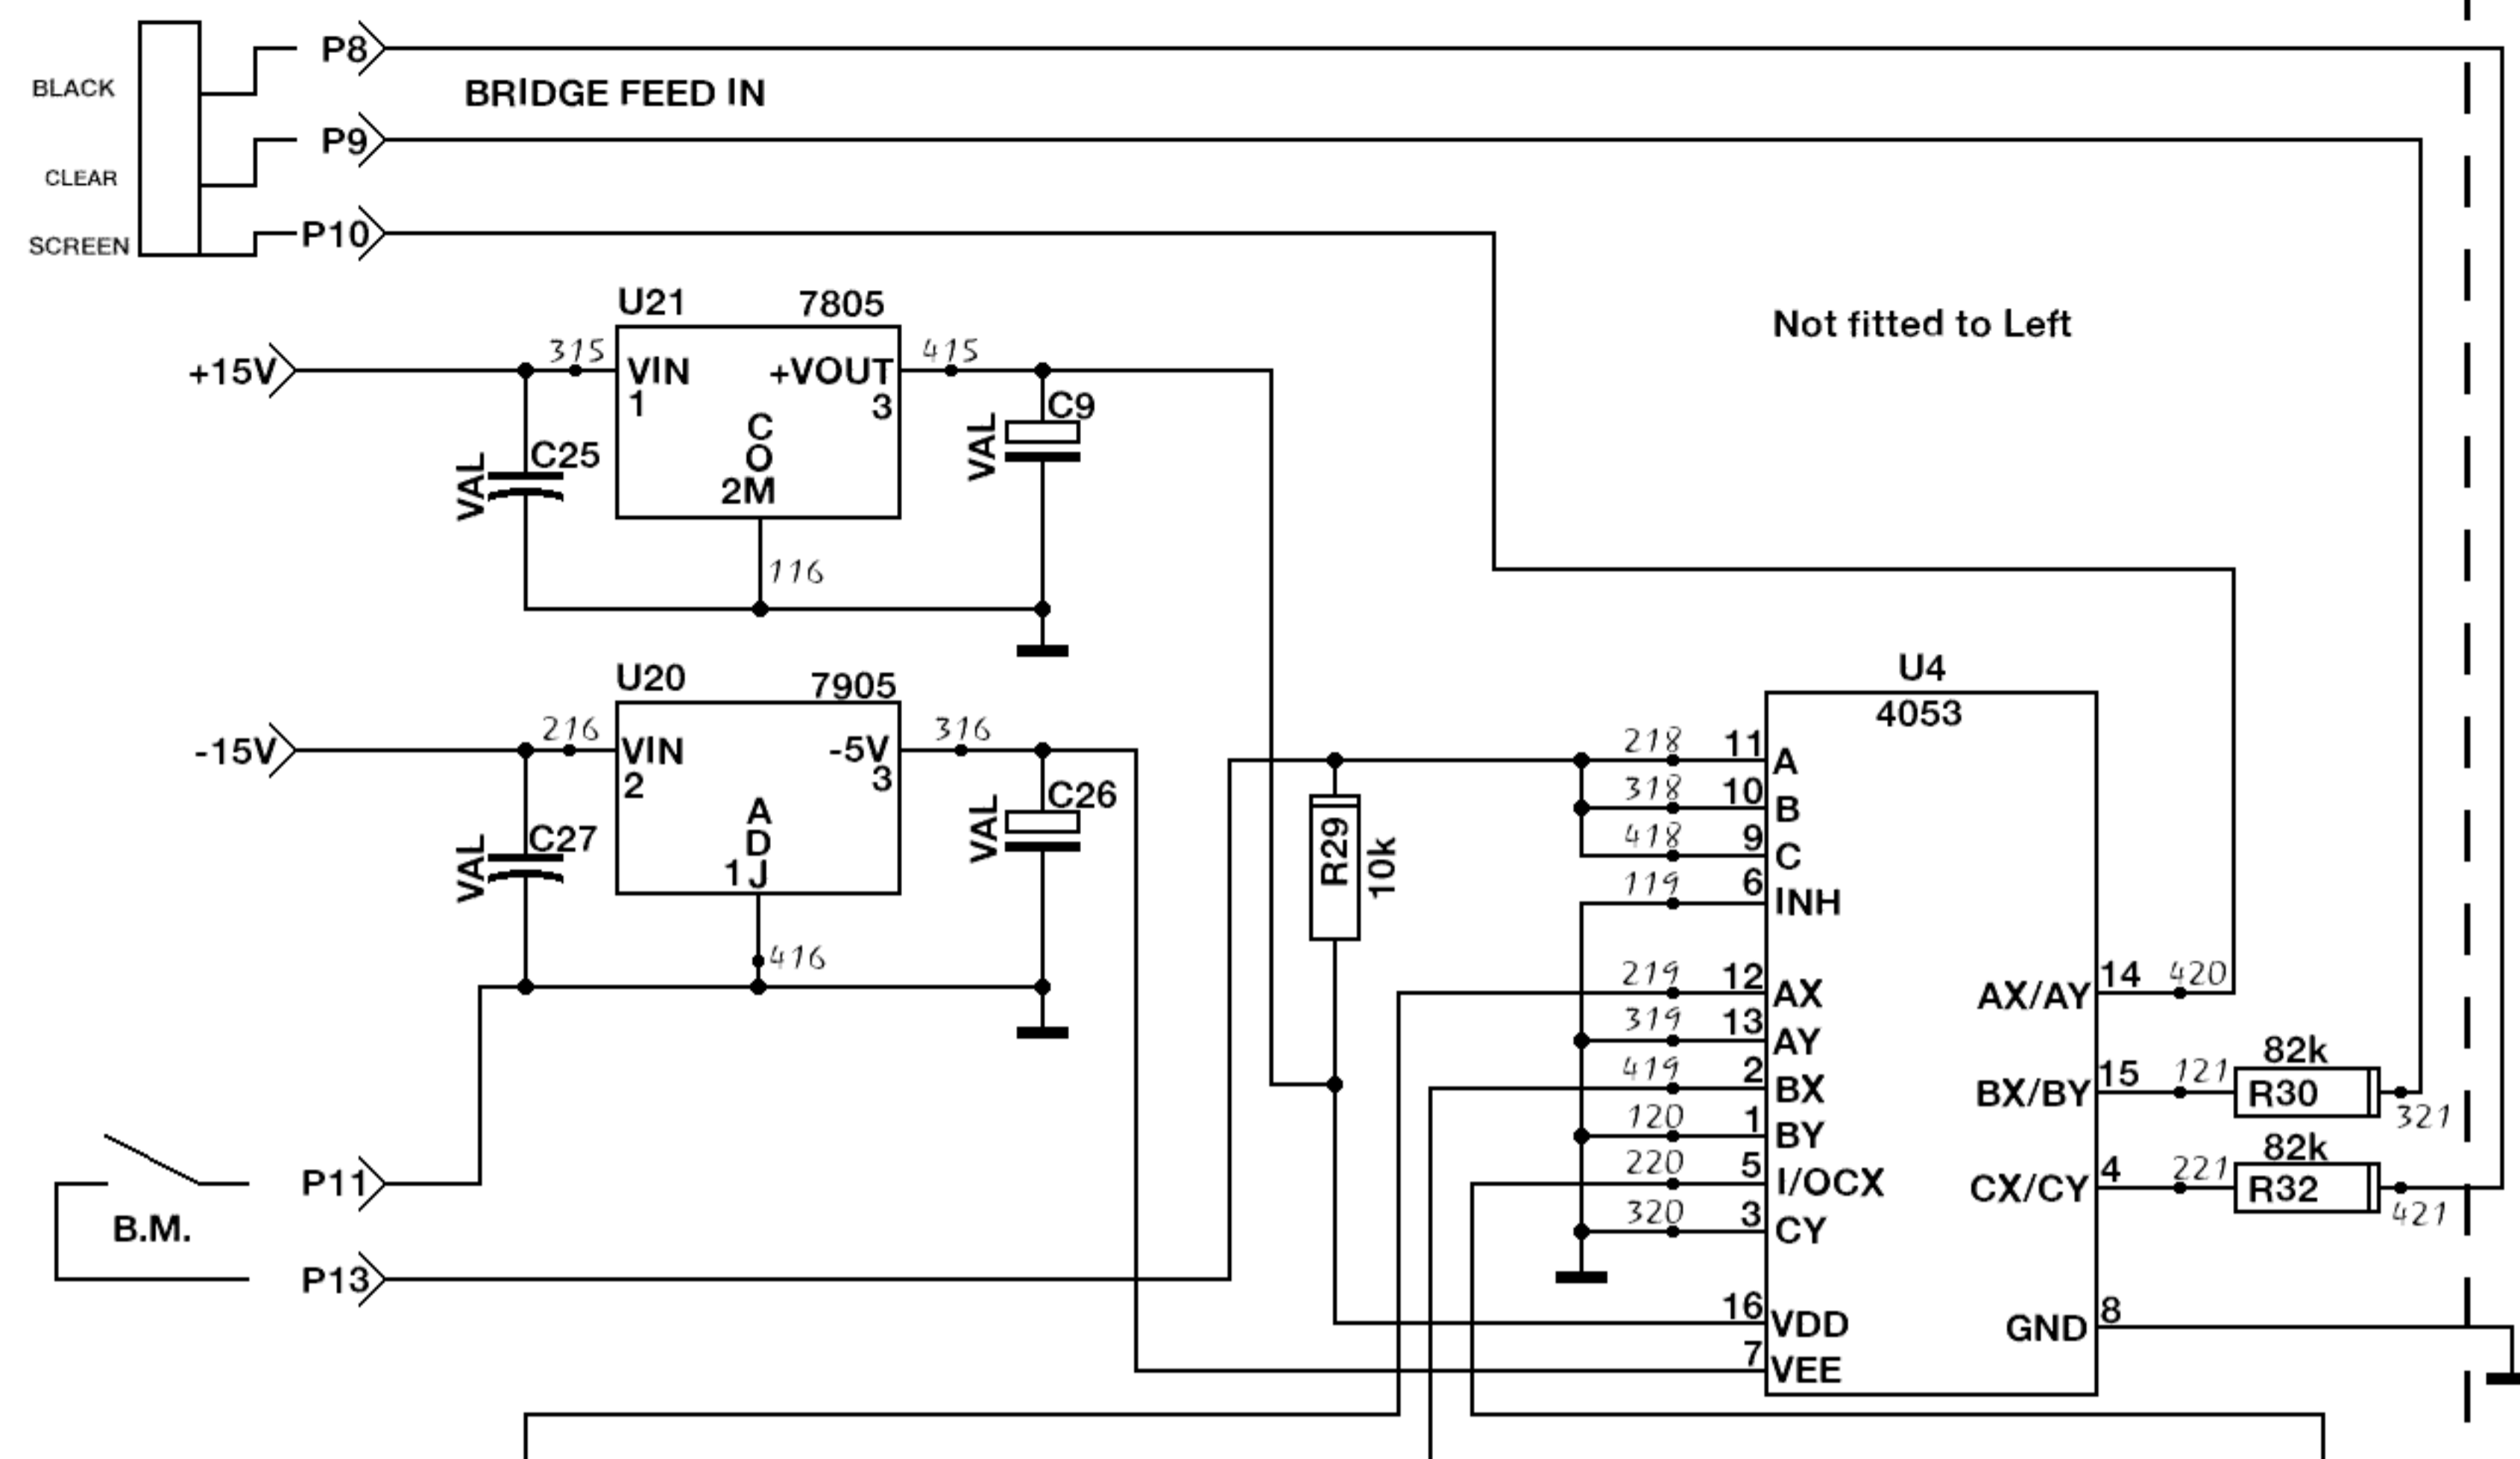 P8
BLACK
BRIDGE FEED IN
P9
CLEAR
P10
SCREEN
U21 7805
Not fitted to Left
+15V 315 VIN +VOUT 415
1 3
C9
VAL
C25
VAL
COM
2
116
U20 7905
U4
4053
-15V 216 VIN -5V 316
2 3
C26
VAL
C27
VAL
ADJ
1
416
R29
10k
218 11 A
318 10 B
418 9 C
119 6 INH
219 12 AX AX/AY 14 420
319 13 AY
82k
419 2 BX BX/BY 15 121 R30 321
120 1 BY
82k
220 5 I/OCX CX/CY 4 221 R32 421
320 3 CY
P11
B.M.
P13
16 VDD GND 8
7 VEE